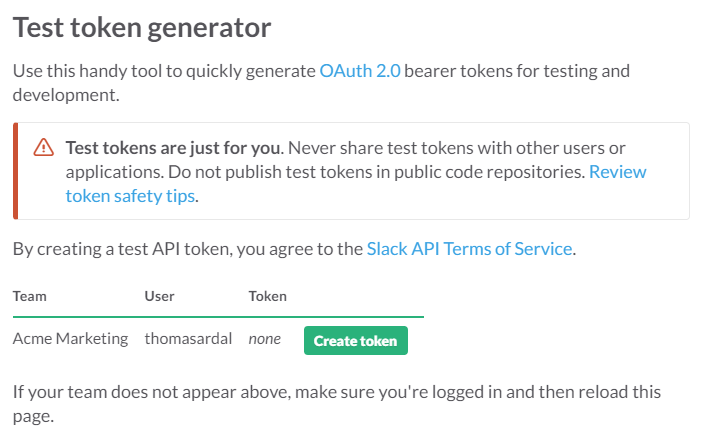 Test token generator
Use this handy tool to quickly generate OAuth 2.0 bearer tokens for testing and
development.
Test tokens are just for you. Never share test tokens with other users or
applications. Do not publish test tokens in public code repositories. Review
token safety tips.
By creating a test API token, you agree to the Slack API Terms of Service.
Team User Token
Acme Marketing thomasardal none Create token
If your team does not appear above, make sure you're logged in and then reload this
page.